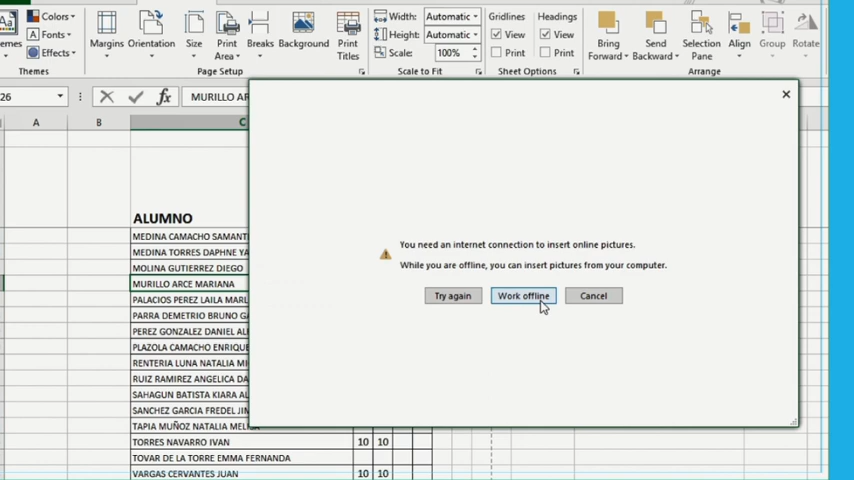 Colors
Fonts
Effects
Themes
Margins
Orientation
Size
Print Area
Breaks
Background
Print Titles
Page Setup
Width: Automatic
Height: Automatic
Scale: 100%
Scale to Fit
Gridlines
View
Print
Headings
View
Print
Sheet Options
Bring Forward
Send Backward
Selection Pane
Align
Group
Rotate
Arrange
26
fx
MURILLO AR
A B C
ALUMNO
MEDINA CAMACHO SAMANT
MEDINA TORRES DAPHNE YA
MOLINA GUTIERREZ DIEGO
MURILLO ARCE MARIANA
PALACIOS PEREZ LAILA MARL
PARRA DEMETRIO BRUNO G
PEREZ GONZALEZ DANIEL AL
PLAZOLA CAMACHO ENRIQUE
RENTERIA LUNA NATALIA MI
RUIZ RAMIREZ ANGELICA DA
SAHAGUN BATISTA KIARA AL
SANCHEZ GARCIA FREDEL JIM
TAPIA MUÑOZ NATALIA MELISA
TORRES NAVARRO IVAN 10 10
TOVAR DE LA TORRE EMMA FERNANDA
VARGAS CERVANTES JUAN 10 10
You need an internet connection to insert online pictures.
While you are offline, you can insert pictures from your computer.
Try again
Work offline
Cancel